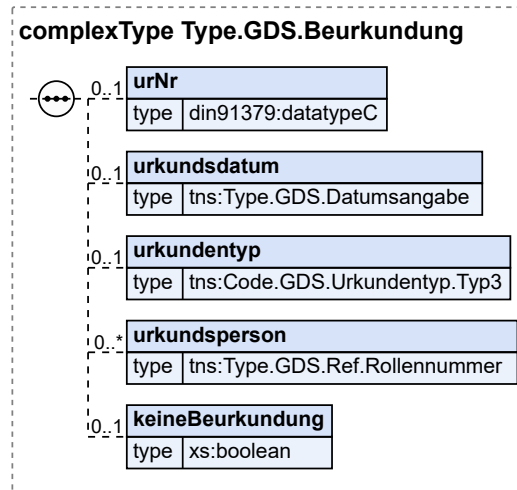 complexType Type.GDS.Beurkundung
0..1 urNr
type din91379:datatypeC
0..1 urkundsdatum
type tns:Type.GDS.Datumsangabe
0..1 urkundentyp
type tns:Code.GDS.Urkundentyp.Typ3
0..* urkundsperson
type tns:Type.GDS.Ref.Rollennummer
0..1 keineBeurkundung
type xs:boolean